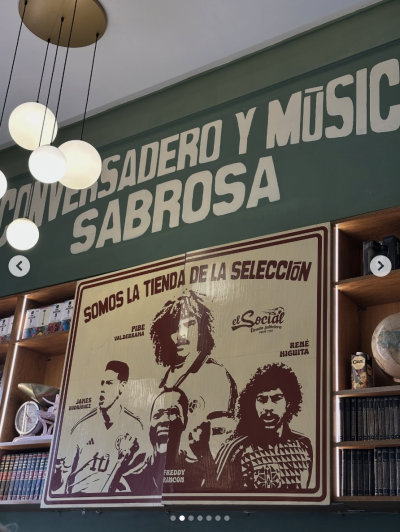 CONVERSADERO Y MÚSIC
SABROSA
SOMOS LA TIENDA DE LA SELECCIÓN
PIBE
VALDERRAMA
el Social
RENÉ
HIGUITA
JAMES
RODRÍGUEZ
FREDDY
RINCÓN
10